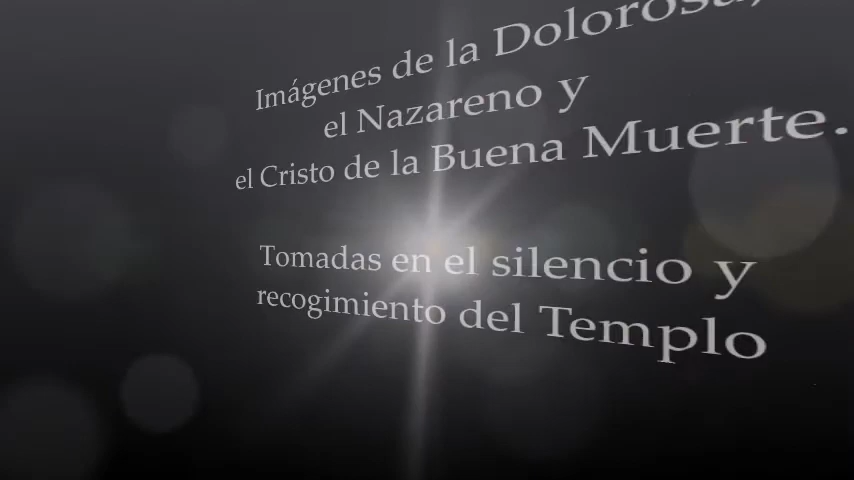 Imágenes de la Dolorosa,
el Nazareno y
el Cristo de la Buena Muerte.
Tomadas en el silencio y
recogimiento del Templo